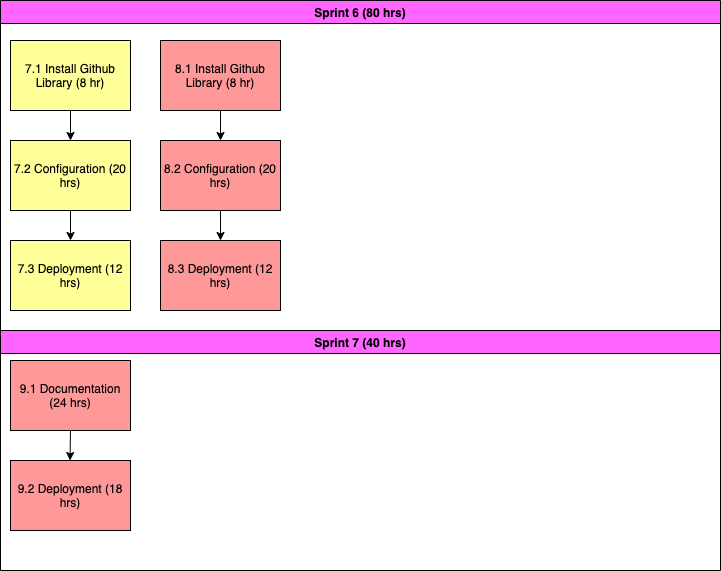 Sprint 6 (80 hrs)
7.1 Install Github
Library (8 hr)
8.1 Install Github
Library (8 hr)
7.2 Configuration (20
hrs)
8.2 Configuration (20
hrs)
7.3 Deployment (12
hrs)
8.3 Deployment (12
hrs)
Sprint 7 (40 hrs)
9.1 Documentation
(24 hrs)
9.2 Deployment (18
hrs)